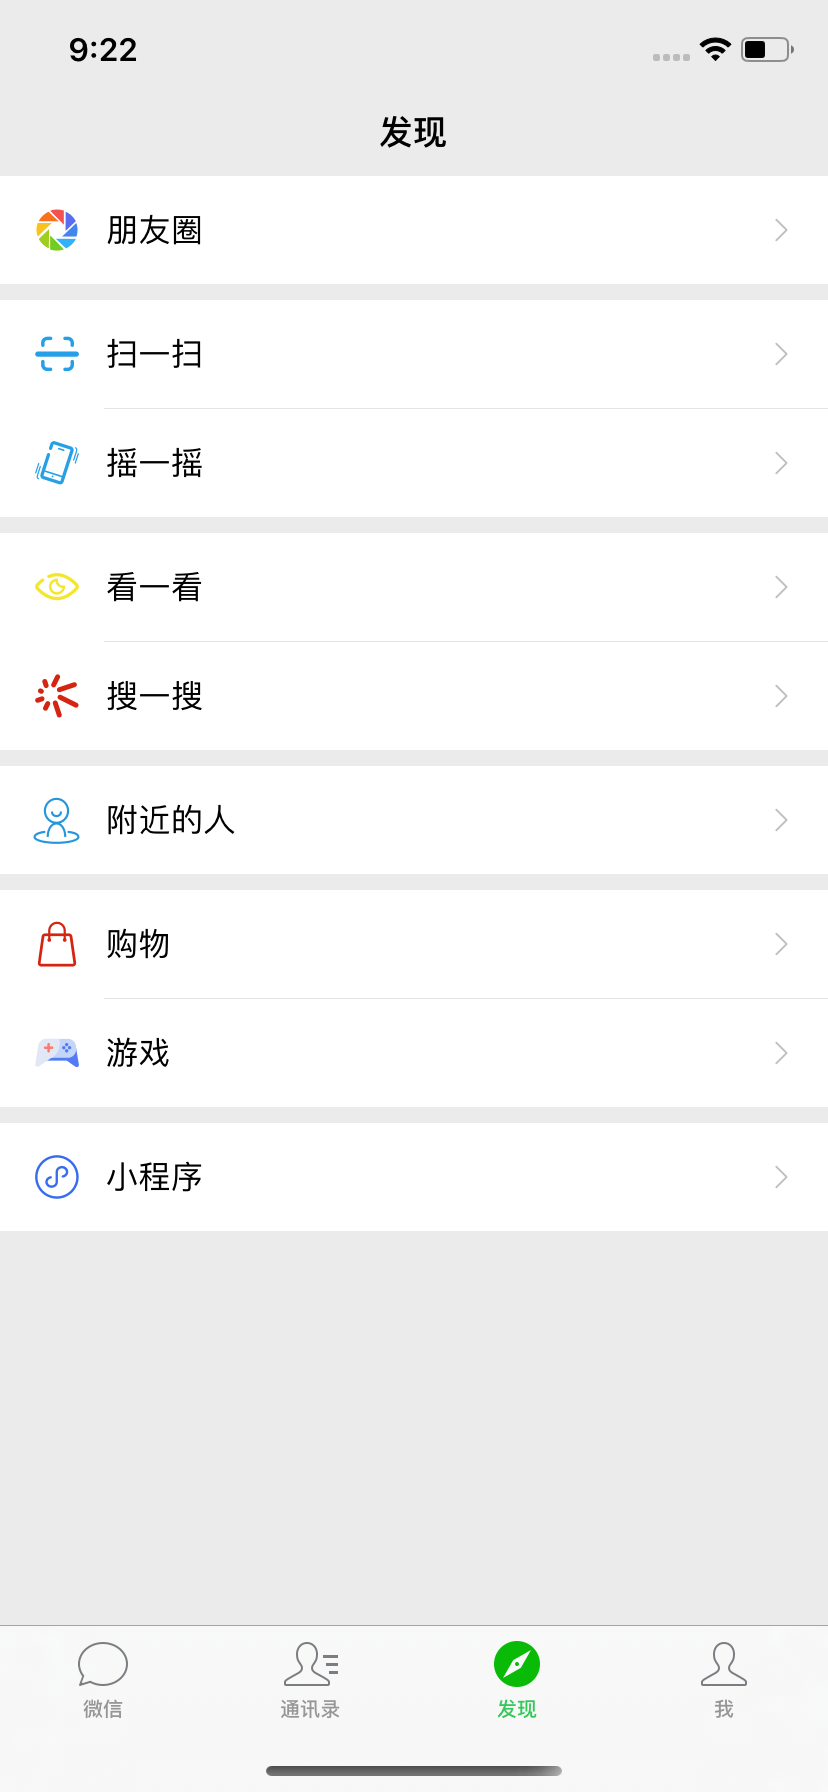 9:22
发现
朋友圈
扫一扫
摇一摇
看一看
搜一搜
附近的人
购物
游戏
小程序
微信
通讯录
发现
我